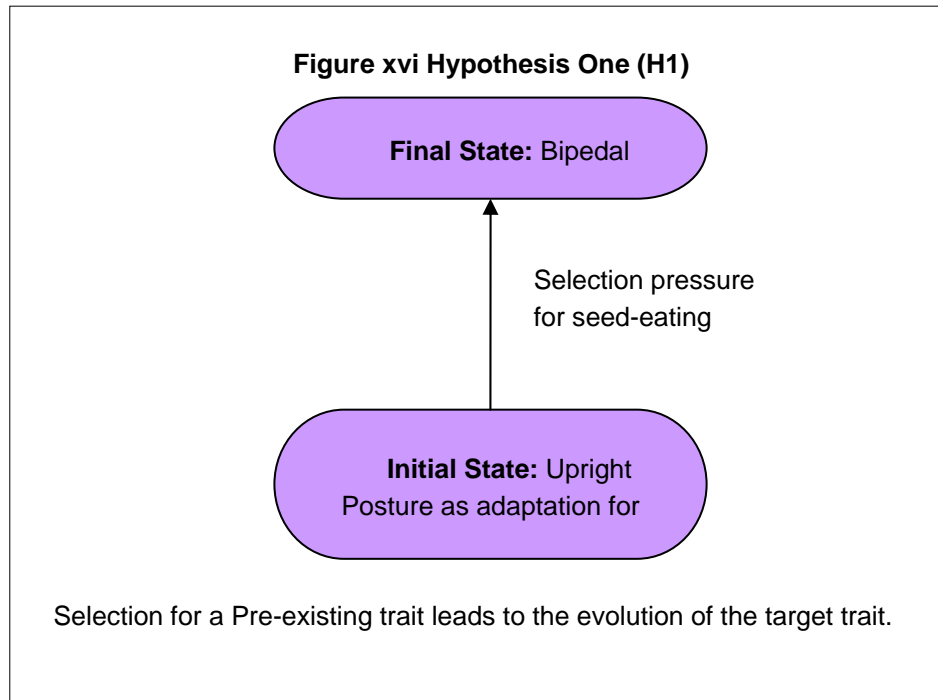 Figure xvi Hypothesis One (H1)
Final State: Bipedal
Selection pressure
for seed-eating
Initial State: Upright
Posture as adaptation for
Selection for a Pre-existing trait leads to the evolution of the target trait.